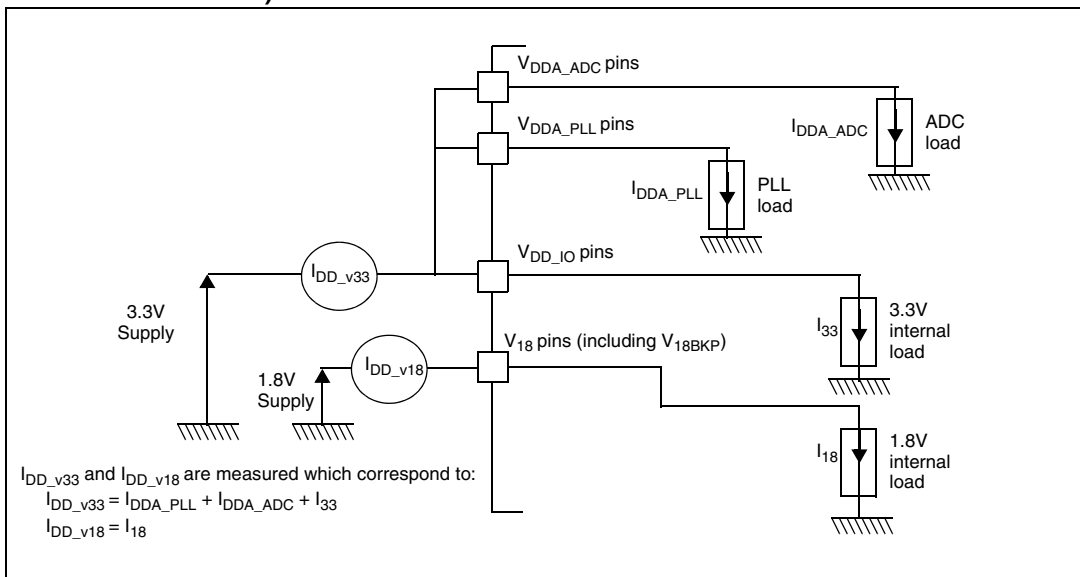 V_DDA_ADC pins
V_DDA_PLL pins
I_DDA_ADC
ADC
load
I_DDA_PLL
PLL
load
V_DD_IO pins
I_DD_v33
3.3V
Supply
I_33
3.3V
internal
load
V_18 pins (including V_18BKP)
I_DD_v18
1.8V
Supply
I_18
1.8V
internal
load
I_DD_v33 and I_DD_v18 are measured which correspond to:
I_DD_v33 = I_DDA_PLL + I_DDA_ADC + I_33
I_DD_v18 = I_18